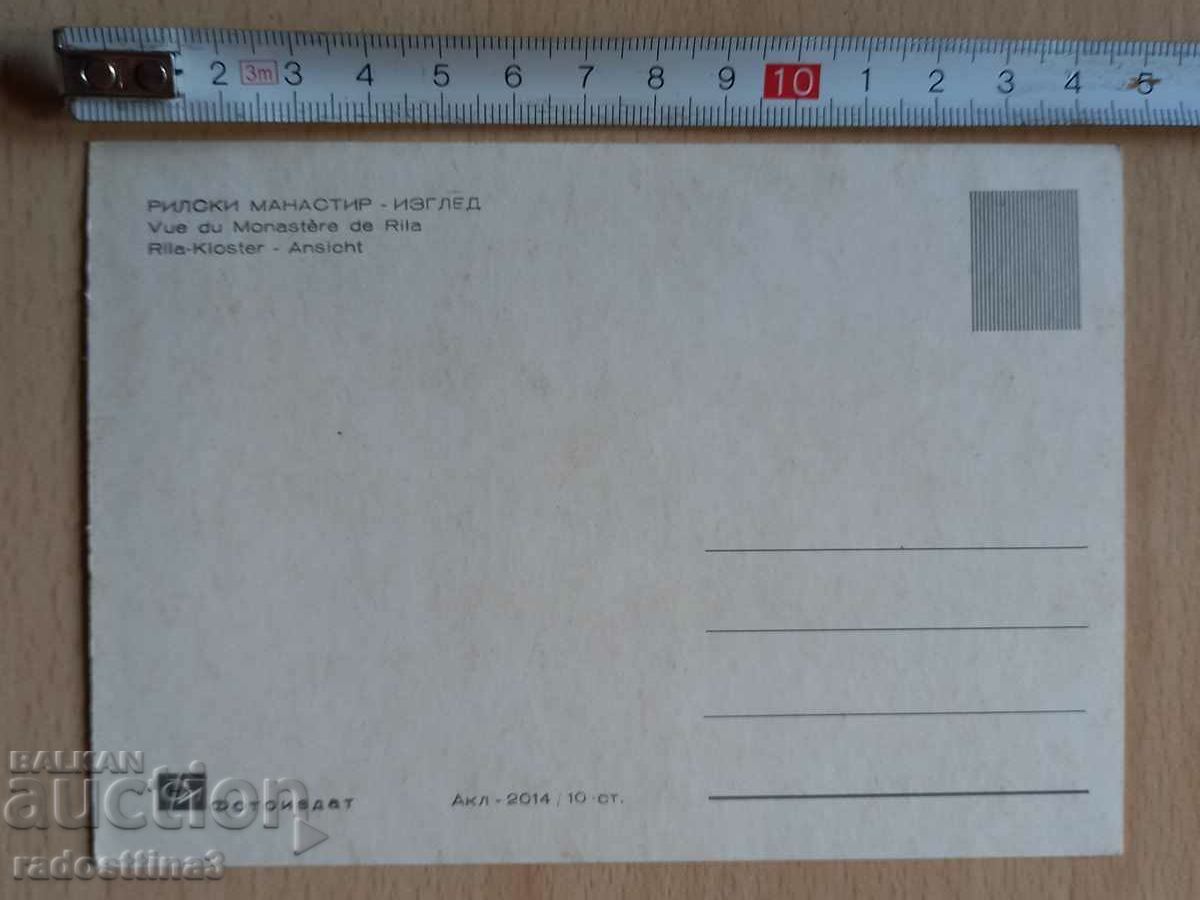 2 3m 3 4 5 6 7 8 9 10 1 2 3 4 5
РИЛСКИ МАНАСТИР - ИЗГЛЕД
Vue du Monastère de Rila
Rila-Kloster - Ansicht
BALKAN
auction
Фотоиздат
Акл - 2014 / 10 ст.
radosttina3